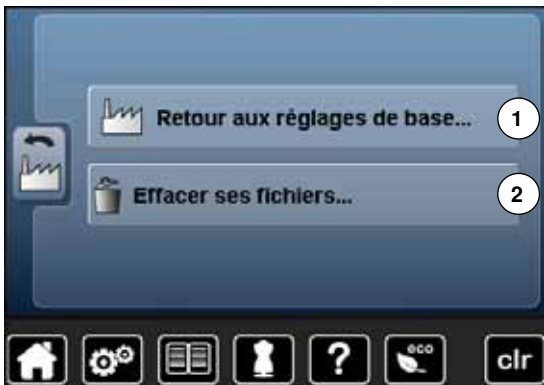 Retour aux réglages de base...
1
Effacer ses fichiers...
2
?
eco
clr